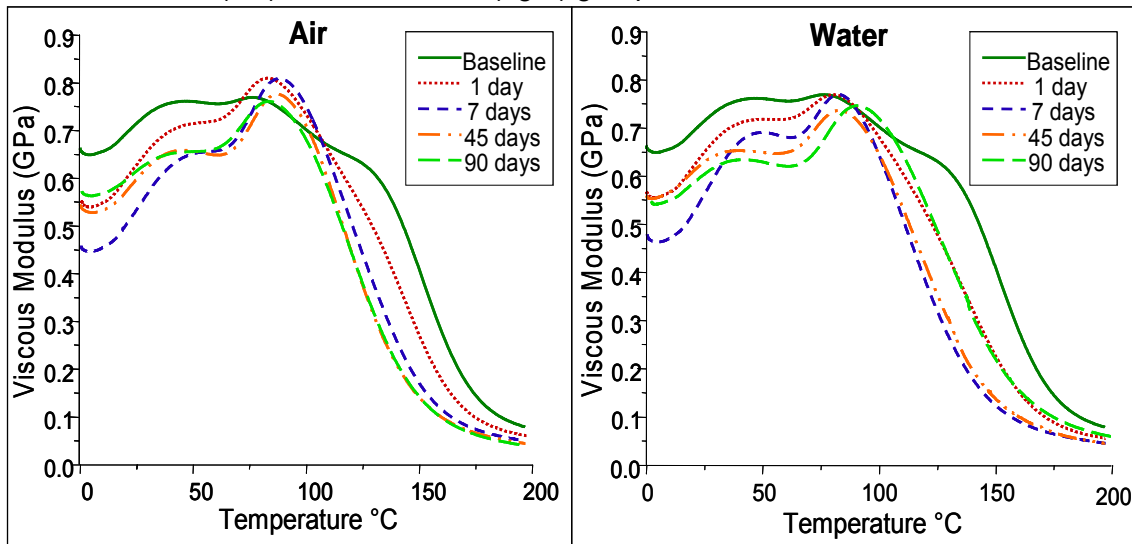 Air
Viscous Modulus (GPa)
0.9
0.8
0.7
0.6
0.5
0.4
0.3
0.2
0.1
0.0
0 50 100 150 200
Temperature °C
Baseline
1 day
7 days
45 days
90 days
Water
Viscous Modulus (GPa)
0.9
0.8
0.7
0.6
0.5
0.4
0.3
0.2
0.1
0.0
0 50 100 150 200
Temperature °C
Baseline
1 day
7 days
45 days
90 days